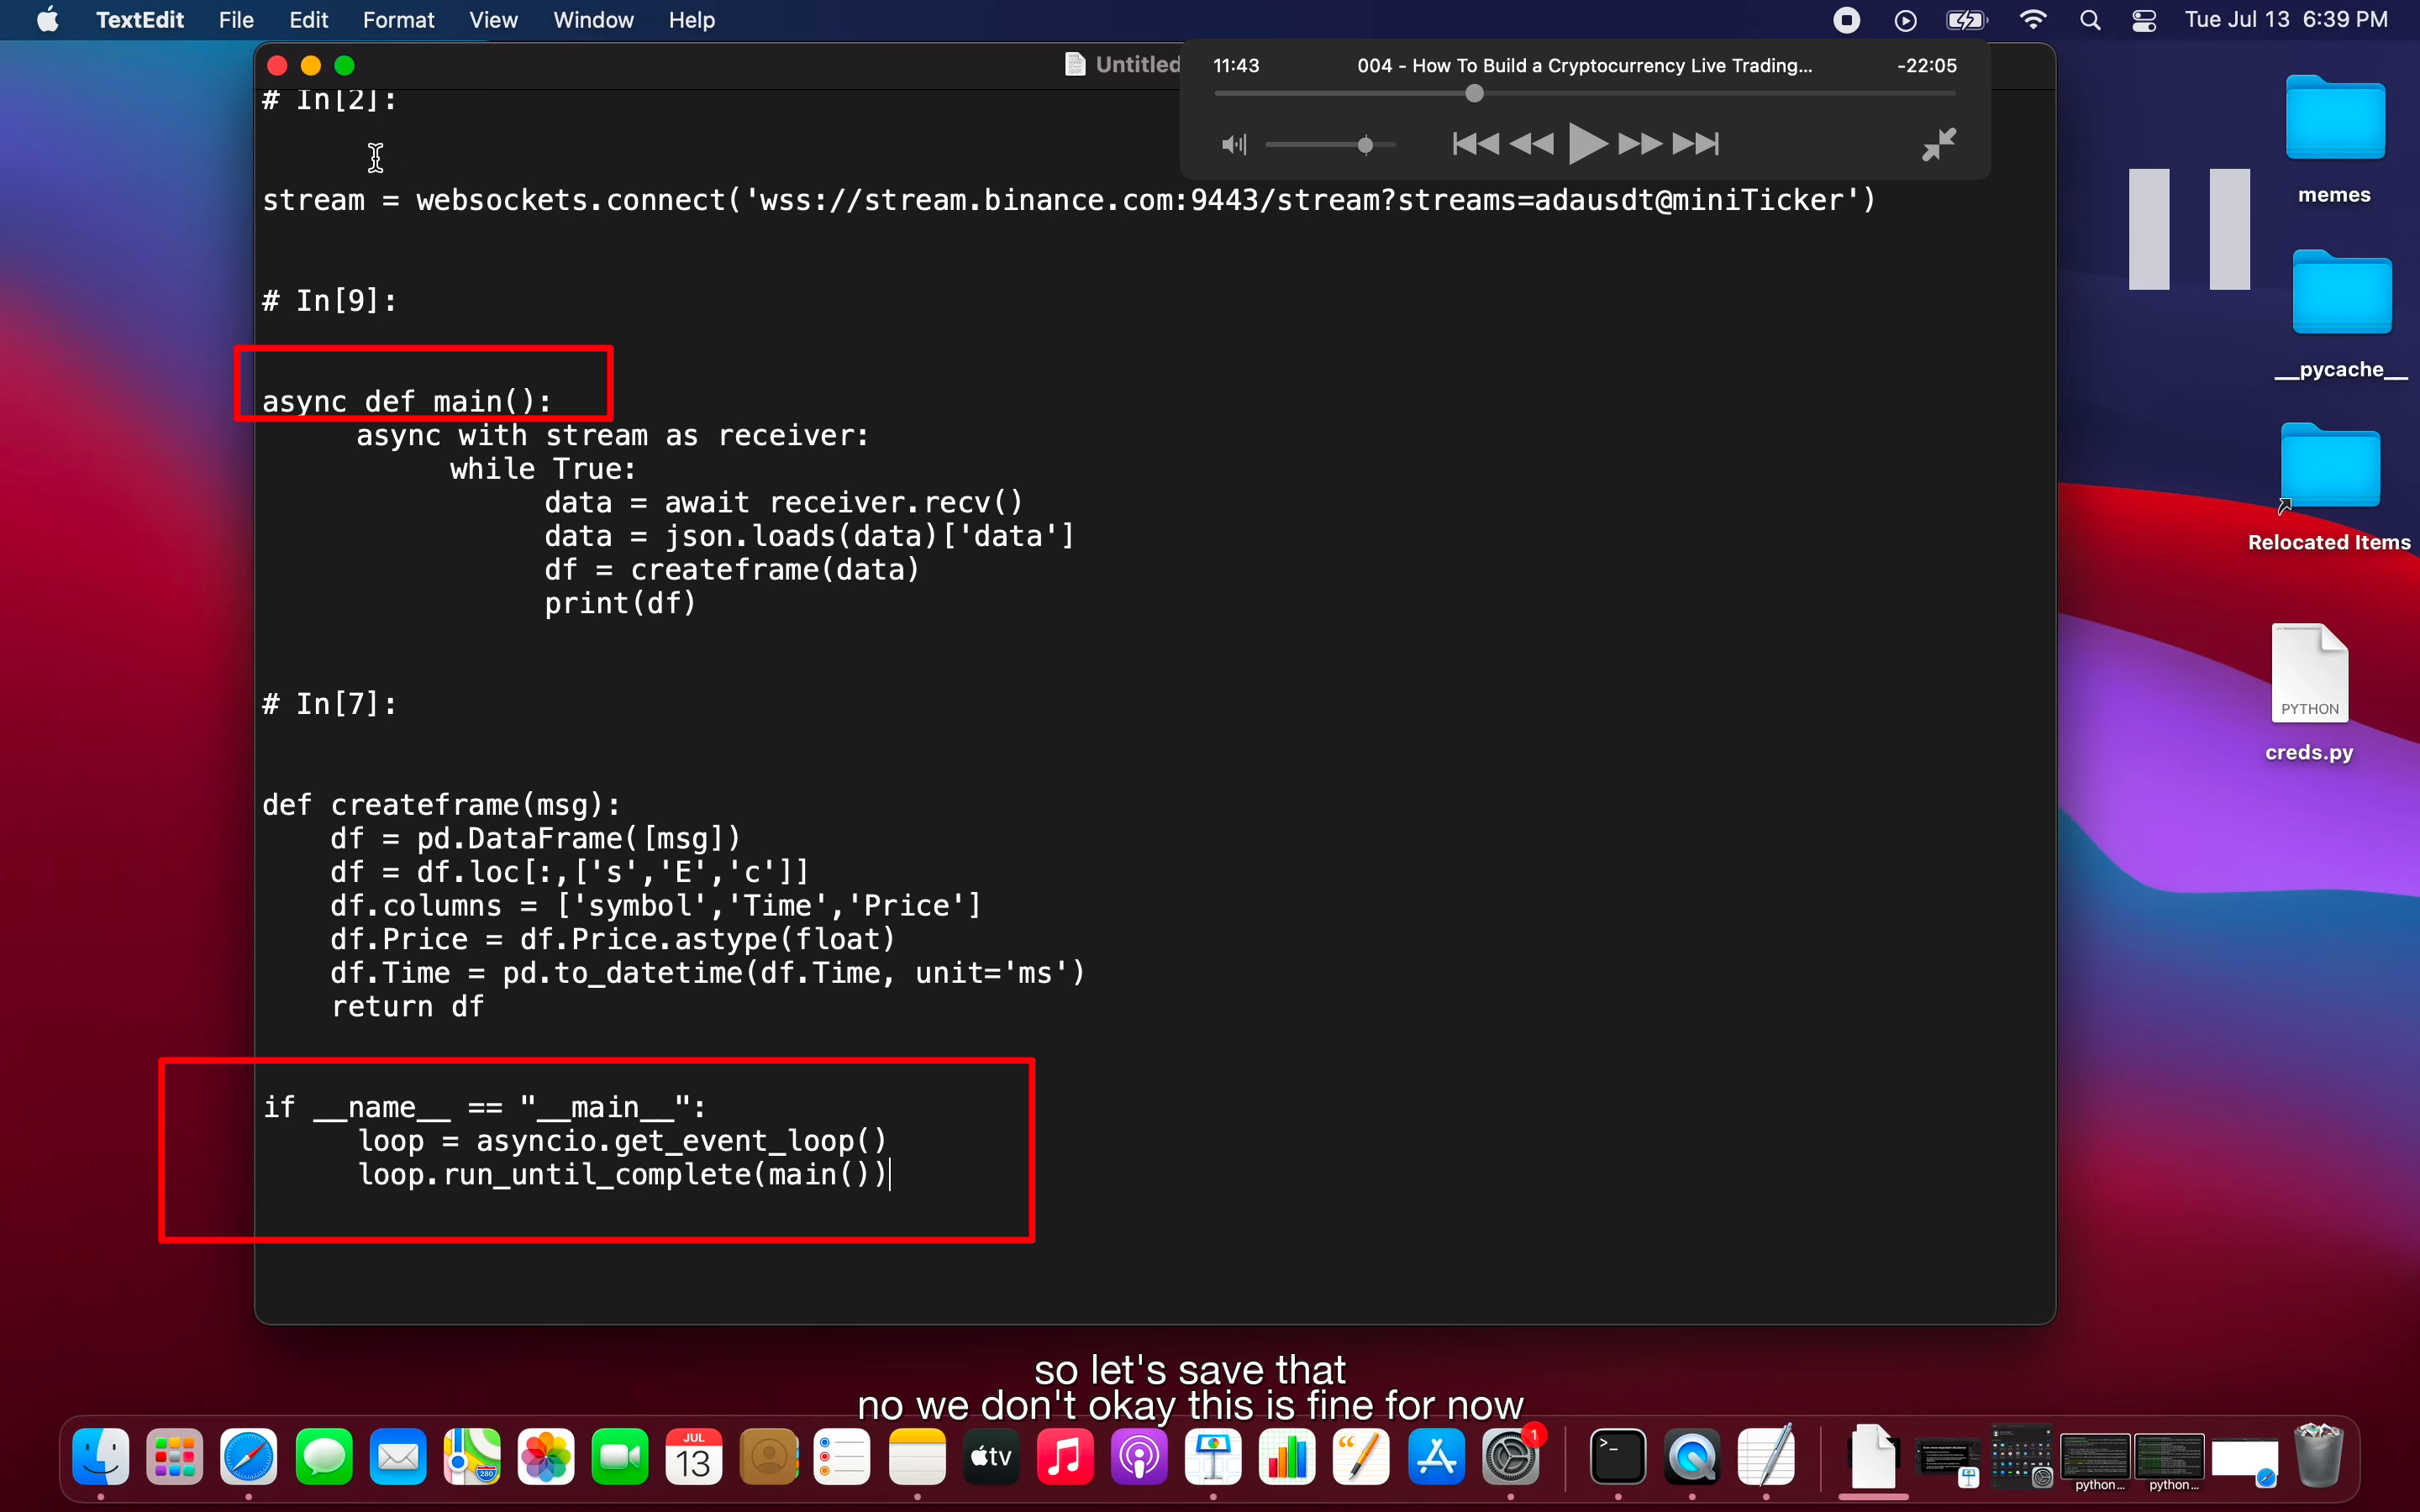 TextEdit File Edit Format View Window Help Tue Jul 13 6:39 PM
Untitled
11:43 004 - How To Build a Cryptocurrency Live Trading... -22:05
# In[2]:
stream = websockets.connect('wss://stream.binance.com:9443/stream?streams=adausdt@miniTicker')
# In[9]:
async def main():
async with stream as receiver:
while True:
data = await receiver.recv()
data = json.loads(data)['data']
df = createframe(data)
print(df)
# In[7]:
def createframe(msg):
df = pd.DataFrame([msg])
df = df.loc[:,['s','E','c']]
df.columns = ['symbol','Time','Price']
df.Price = df.Price.astype(float)
df.Time = pd.to_datetime(df.Time, unit='ms')
return df
if __name__ == "__main__":
loop = asyncio.get_event_loop()
loop.run_until_complete(main())
memes
__pycache__
Relocated Items
PYTHON
creds.py
so let's save that
no we don't okay this is fine for now
JUL
13
280
tv
1
>_
python...
python...